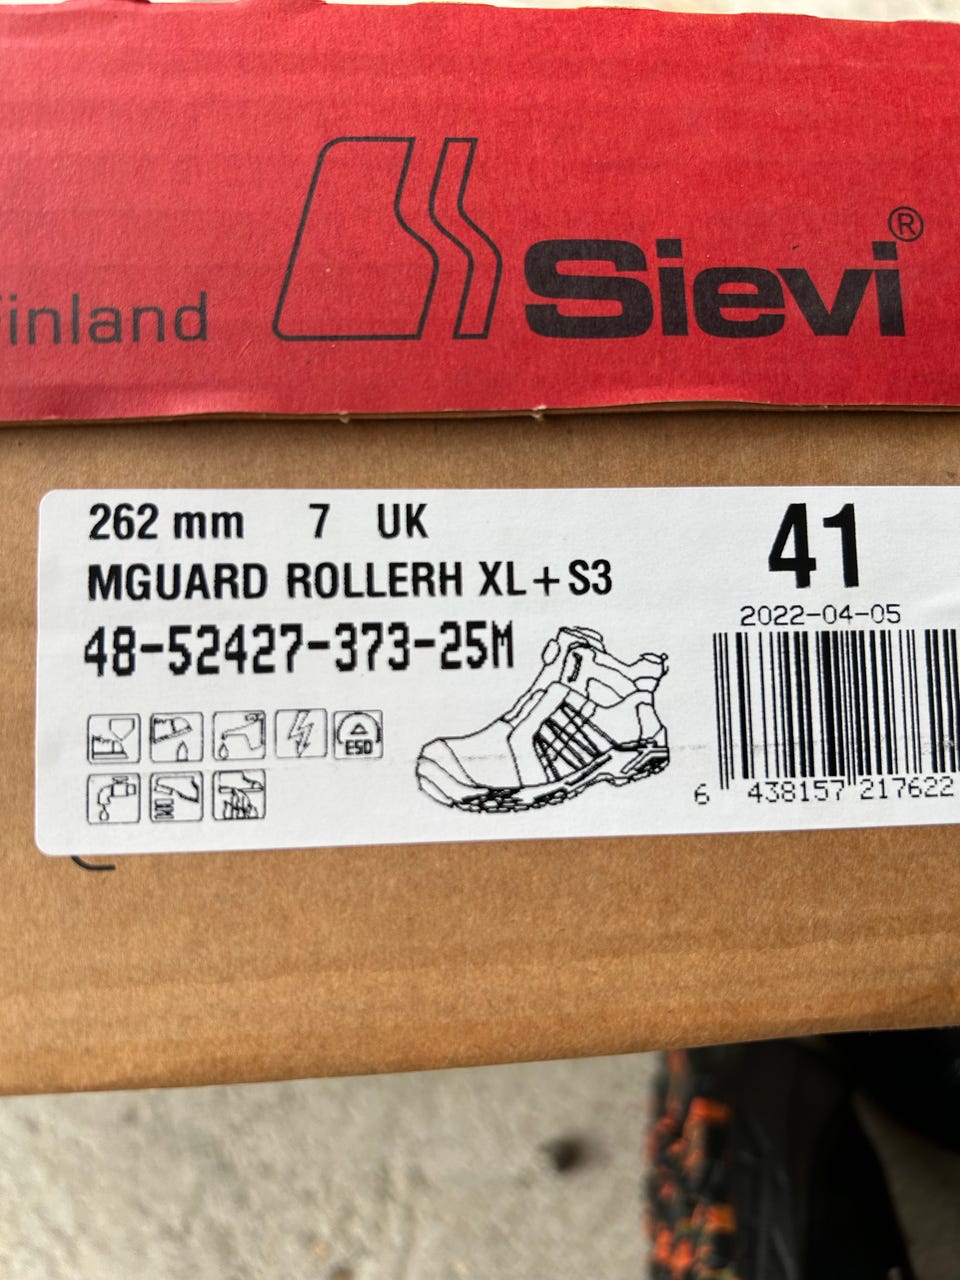 Sievi®
inland
262 mm 7 UK
41
MGUARD ROLLERH XL+S3
2022-04-05
48-52427-373-25M
ESD
6 438157 217622